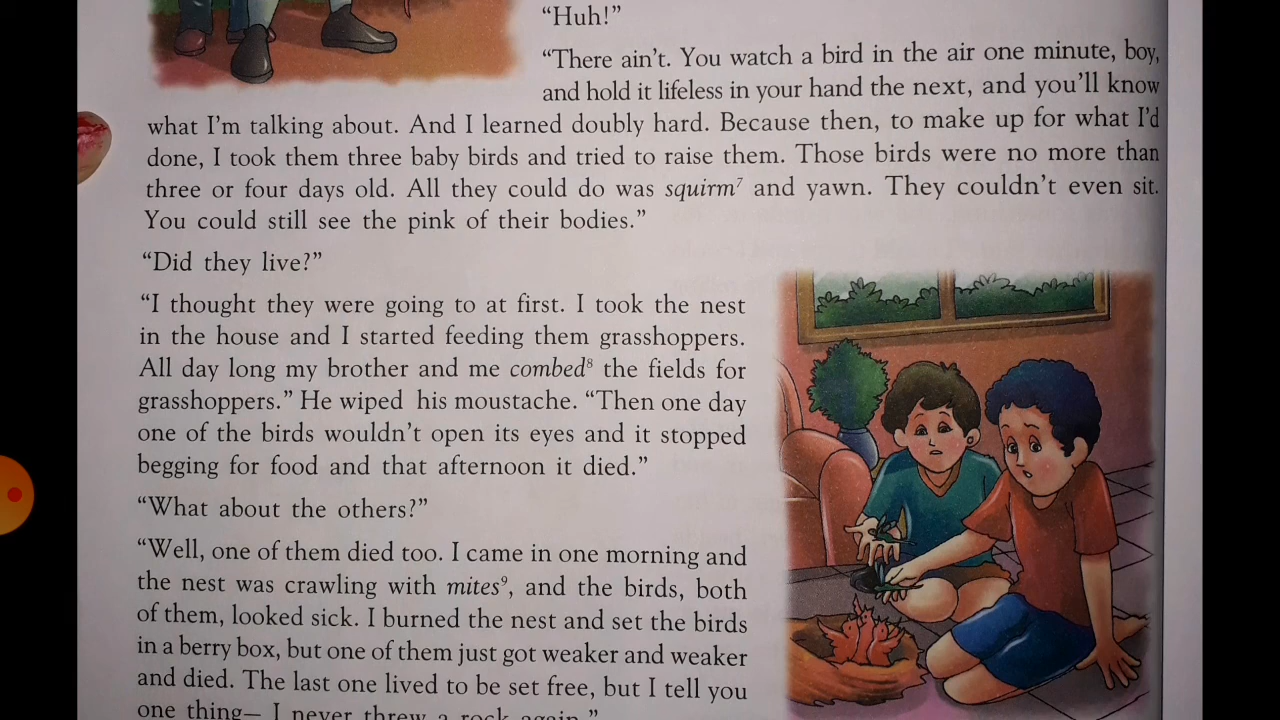 “Huh!”
“There ain’t. You watch a bird in the air one minute, boy,
and hold it lifeless in your hand the next, and you’ll know
what I’m talking about. And I learned doubly hard. Because then, to make up for what I’d
done, I took them three baby birds and tried to raise them. Those birds were no more than
three or four days old. All they could do was squirm⁷ and yawn. They couldn’t even sit.
You could still see the pink of their bodies.”
“Did they live?”
“I thought they were going to at first. I took the nest
in the house and I started feeding them grasshoppers.
All day long my brother and me combed⁸ the fields for
grasshoppers.” He wiped his moustache. “Then one day
one of the birds wouldn’t open its eyes and it stopped
begging for food and that afternoon it died.”
“What about the others?”
“Well, one of them died too. I came in one morning and
the nest was crawling with mites⁹, and the birds, both
of them, looked sick. I burned the nest and set the birds
in a berry box, but one of them just got weaker and weaker
and died. The last one lived to be set free, but I tell you
one thing— I never threw a rock again.”